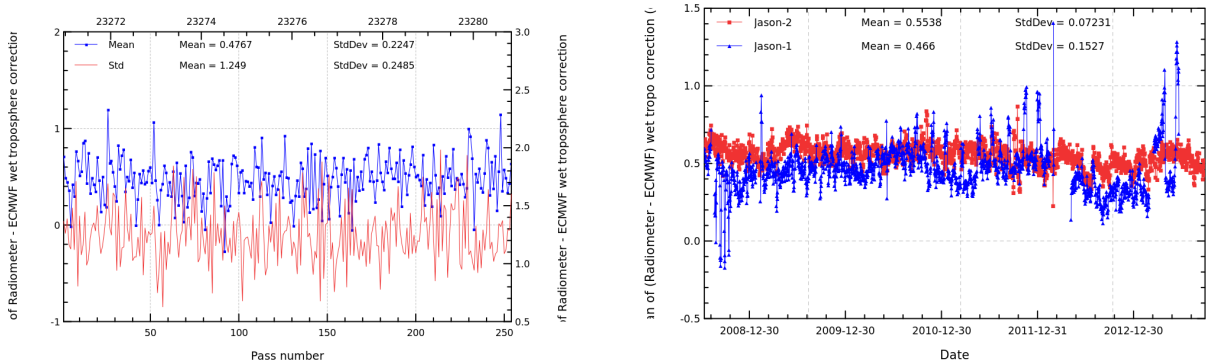 23272 23274 23276 23278 23280
2
1
0
-1
of Radiometer - ECMWF wet troposphere correction
Mean Mean = 0.4767 StdDev = 0.2247
Std Mean = 1.249 StdDev = 0.2485
3.0
2.5
2.0
1.5
1.0
0.5
of Radiometer - ECMWF wet troposphere correction
50 100 150 200 250
Pass number
of (Radiometer - ECMWF) wet tropo correction (
1.5
1.0
0.5
0.0
-0.5
Jason-2 Mean = 0.5538 StdDev = 0.07231
Jason-1 Mean = 0.466 StdDev = 0.1527
2008-12-30 2009-12-30 2010-12-30 2011-12-31 2012-12-30
Date